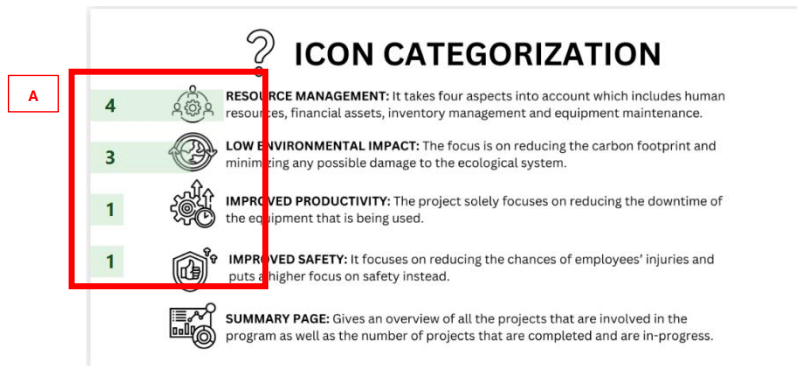 ICON CATEGORIZATION
A
4
RESOURCE MANAGEMENT: It takes four aspects into account which includes human
resources, financial assets, inventory management and equipment maintenance.
3
LOW ENVIRONMENTAL IMPACT: The focus is on reducing the carbon footprint and
minimizing any possible damage to the ecological system.
1
IMPROVED PRODUCTIVITY: The project solely focuses on reducing the downtime of
the equipment that is being used.
1
IMPROVED SAFETY: It focuses on reducing the chances of employees' injuries and
puts a higher focus on safety instead.
SUMMARY PAGE: Gives an overview of all the projects that are involved in the
program as well as the number of projects that are completed and are in-progress.